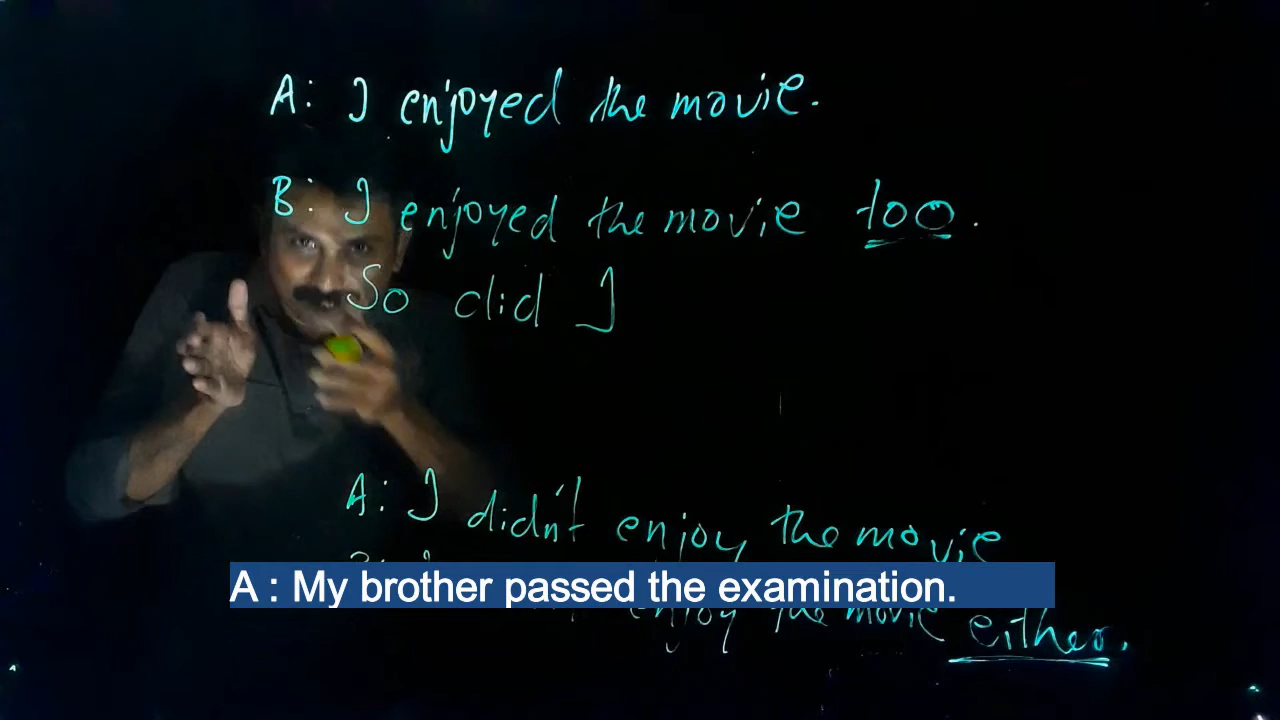 A: I enjoyed the movie.
B: I enjoyed the movie too.
So did I
A: I didn't enjoy the movie
A : My brother passed the examination.
enjoy the movie either.